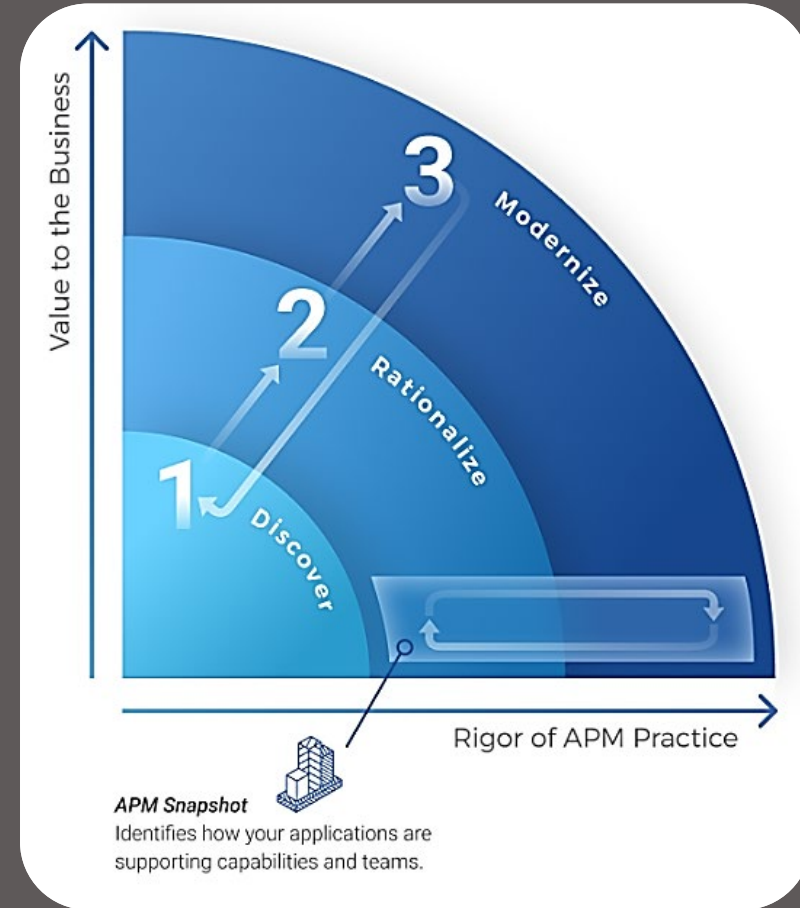 Value to the Business
3
Modernize
2
Rationalize
1
Discover
Rigor of APM Practice
APM Snapshot
Identifies how your applications are
supporting capabilities and teams.